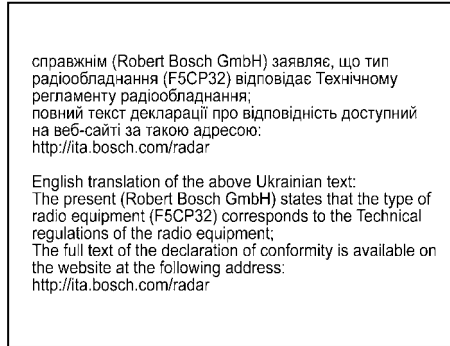 справжнім (Robert Bosch GmbH) заявляє, що тип
радіообладнання (F5CP32) відповідає Технічному
регламенту радіообладнання;
повний текст декларації про відповідність доступний
на веб-сайті за такою адресою:
http://ita.bosch.com/radar
English translation of the above Ukrainian text:
The present (Robert Bosch GmbH) states that the type of
radio equipment (F5CP32) corresponds to the Technical
regulations of the radio equipment;
The full text of the declaration of conformity is available on
the website at the following address:
http://ita.bosch.com/radar